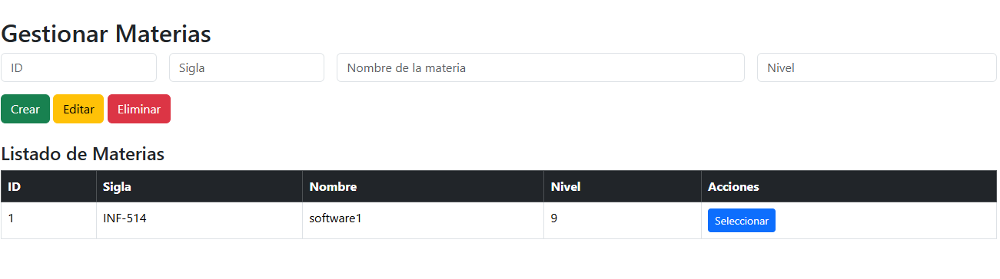 Gestionar Materias
ID Sigla Nombre de la materia Nivel
Crear Editar Eliminar
Listado de Materias
ID Sigla Nombre Nivel Acciones
1 INF-514 software1 9 Seleccionar